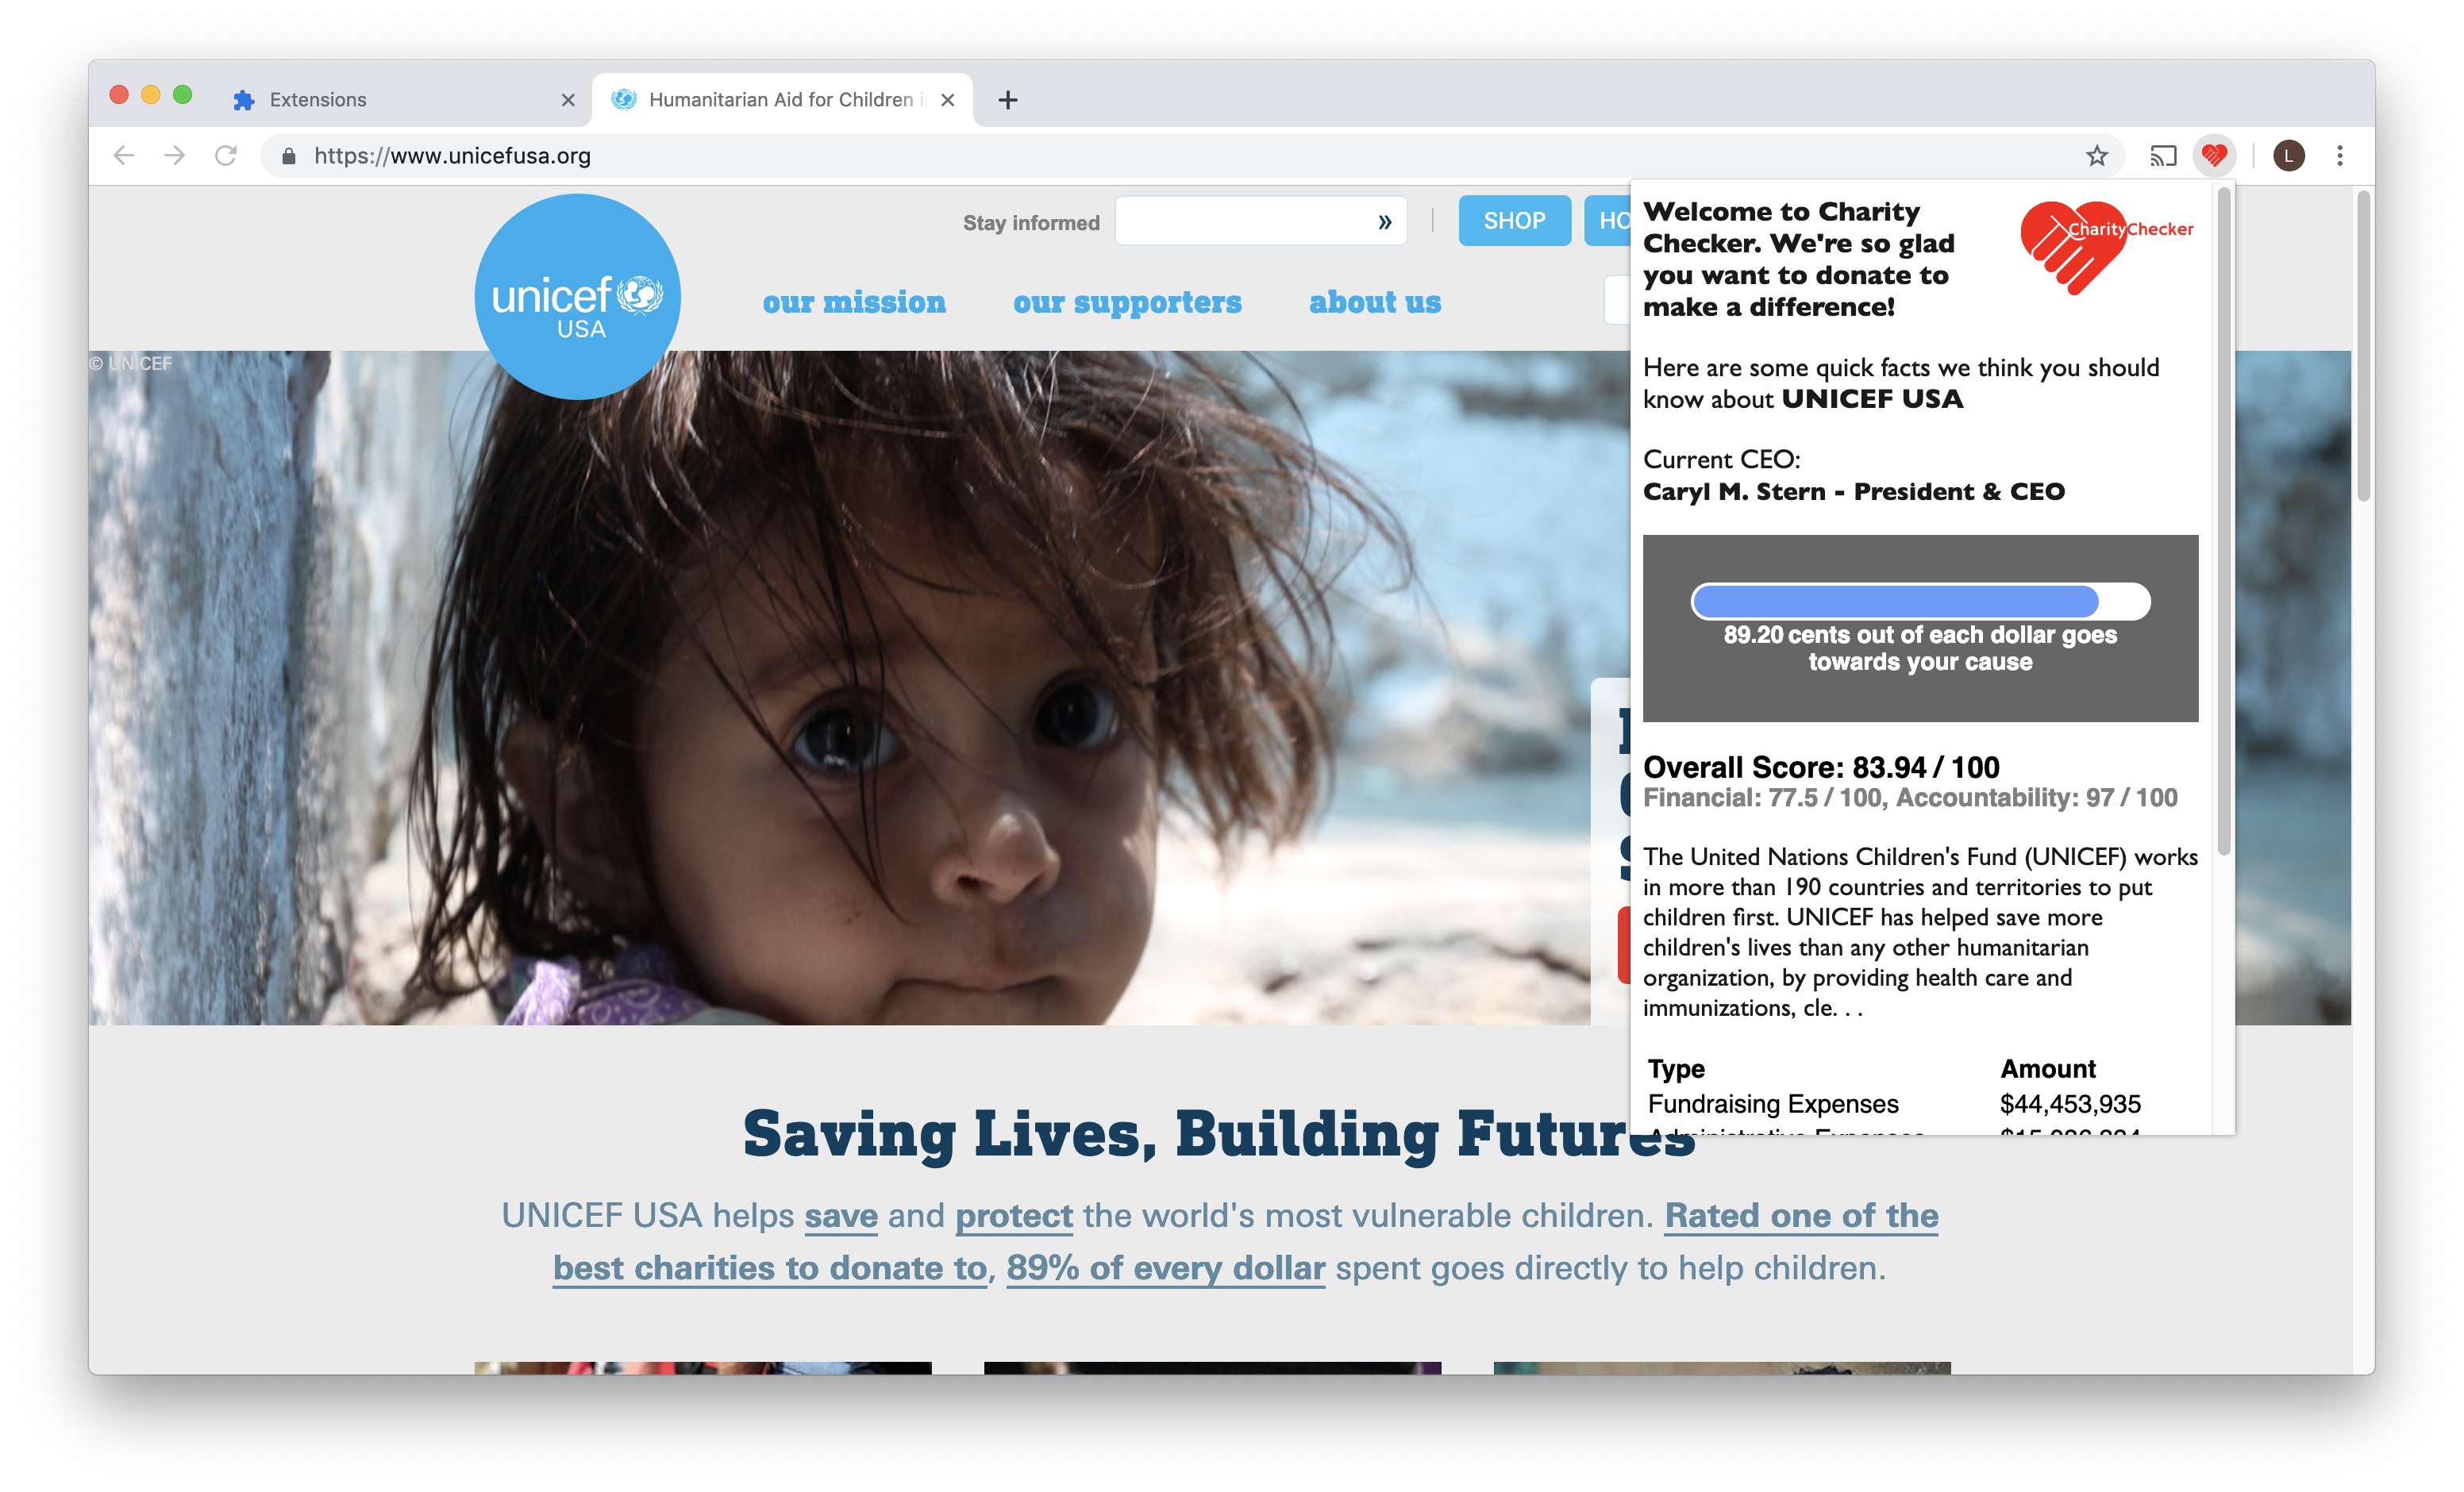 Extensions
Humanitarian Aid for Children
https://www.unicefusa.org
L
Stay informed
»
SHOP
unicef
USA
our mission
our supporters
about us
© UNICEF
Welcome to Charity
Checker. We're so glad
you want to donate to
make a difference!
CharityChecker
Here are some quick facts we think you should
know about UNICEF USA
Current CEO:
Caryl M. Stern - President & CEO
89.20 cents out of each dollar goes
towards your cause
Overall Score: 83.94 / 100
Financial: 77.5 / 100, Accountability: 97 / 100
The United Nations Children's Fund (UNICEF) works
in more than 190 countries and territories to put
children first. UNICEF has helped save more
children's lives than any other humanitarian
organization, by providing health care and
immunizations, cle. . .
Type Amount
Fundraising Expenses $44,453,935
Saving Lives, Building Futures
UNICEF USA helps save and protect the world's most vulnerable children. Rated one of the
best charities to donate to, 89% of every dollar spent goes directly to help children.